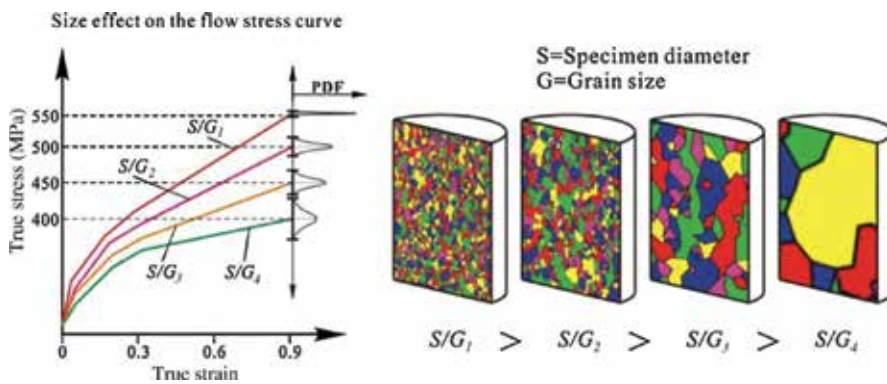 Size effect on the flow stress curve
S=Specimen diameter
G=Grain size
PDF
True stress (MPa)
550
500
450
400
S/G1
S/G2
S/G3
S/G4
0
0.3
0.6
0.9
True strain
S/G1 > S/G2 > S/G3 > S/G4